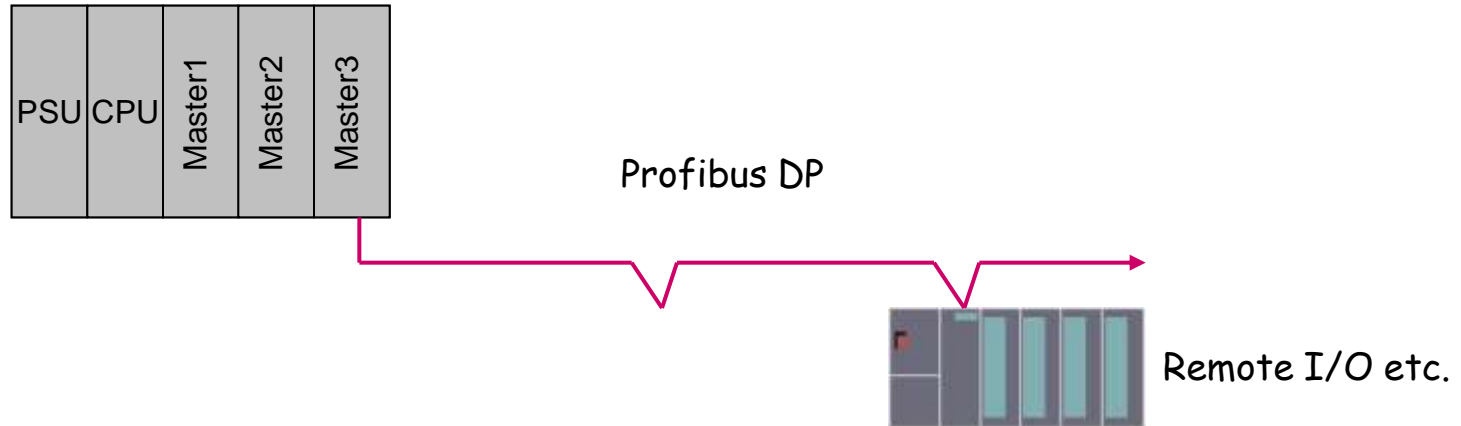 PSU
CPU
Master1
Master2
Master3
Profibus DP
Remote I/O etc.